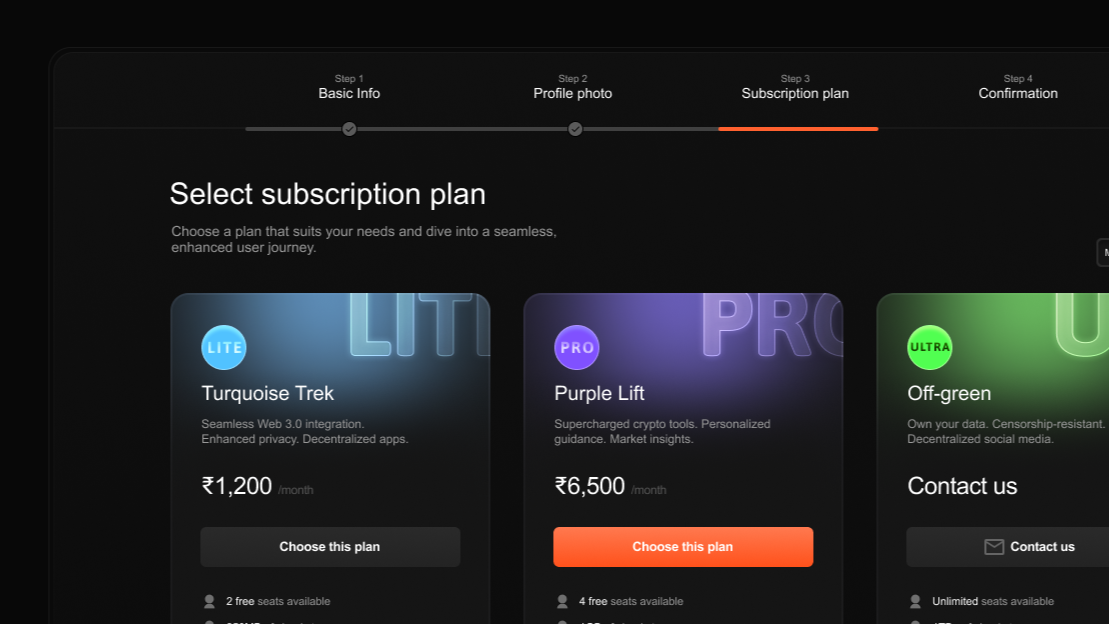 Step 1
Basic Info
Step 2
Profile photo
Step 3
Subscription plan
Step 4
Confirmation
Select subscription plan
Choose a plan that suits your needs and dive into a seamless,
enhanced user journey.
LITE
LITE
Turquoise Trek
Seamless Web 3.0 integration.
Enhanced privacy. Decentralized apps.
₹1,200 /month
Choose this plan
2 free seats available
PRO
PRO
Purple Lift
Supercharged crypto tools. Personalized
guidance. Market insights.
₹6,500 /month
Choose this plan
4 free seats available
U
ULTRA
Off-green
Own your data. Censorship-resistant.
Decentralized social media.
Contact us
Contact us
Unlimited seats available